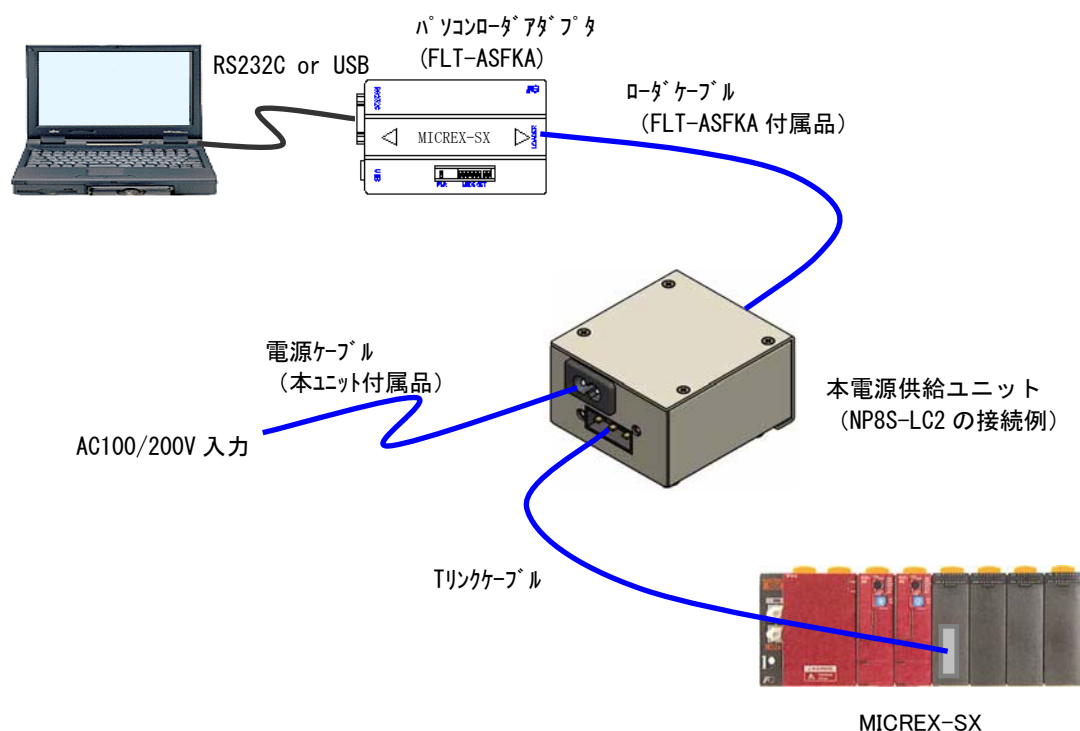 ﾊﾟｿｺﾝﾛｰﾀﾞｱﾀﾞﾌﾟﾀ
(FLT-ASFKA)
RS232C or USB
RS232C
LOADER
MICREX-SX
USB
ﾛｰﾀﾞｹｰﾌﾞﾙ
（FLT-ASFKA 付属品）
電源ｹｰﾌﾞﾙ
（本ﾕﾆｯﾄ付属品）
AC100/200V 入力
本電源供給ユニット
（NP8S-LC2 の接続例）
Tﾘﾝｸｹｰﾌﾞﾙ
MICREX-SX